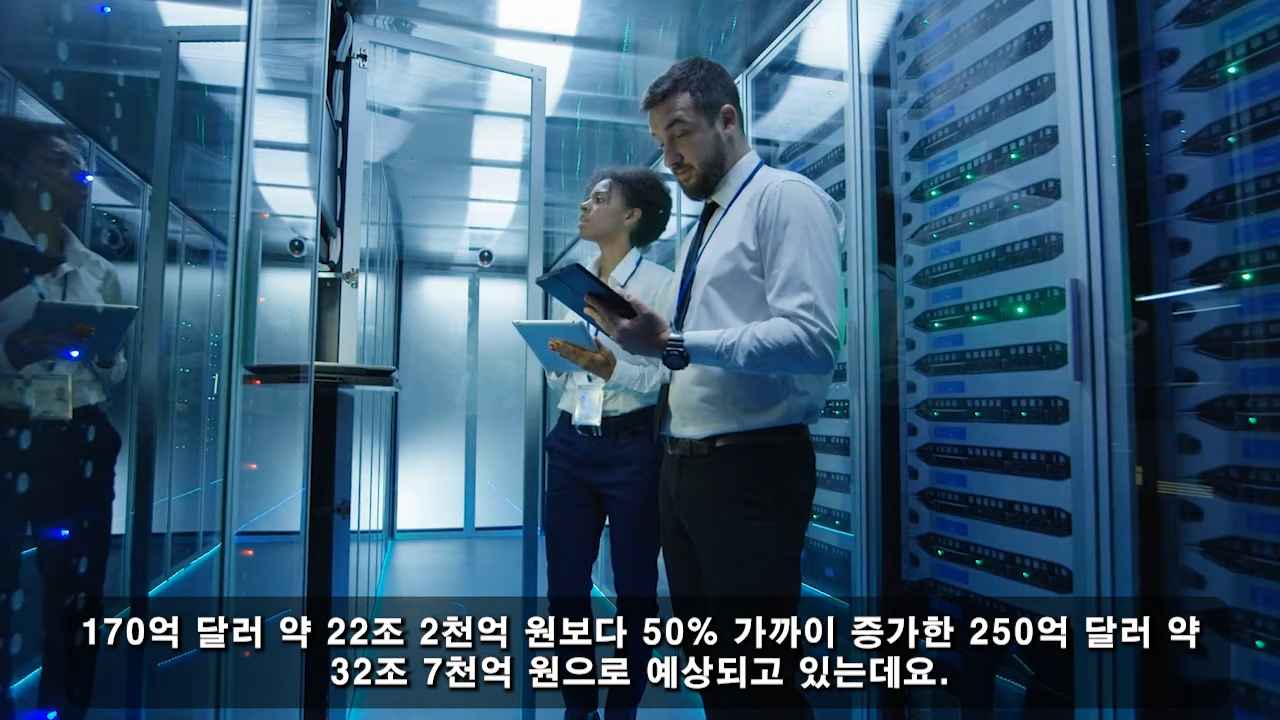 170억 달러 약 22조 2천억 원보다 50% 가까이 증가한 250억 달러 약
32조 7천억 원으로 예상되고 있는데요.